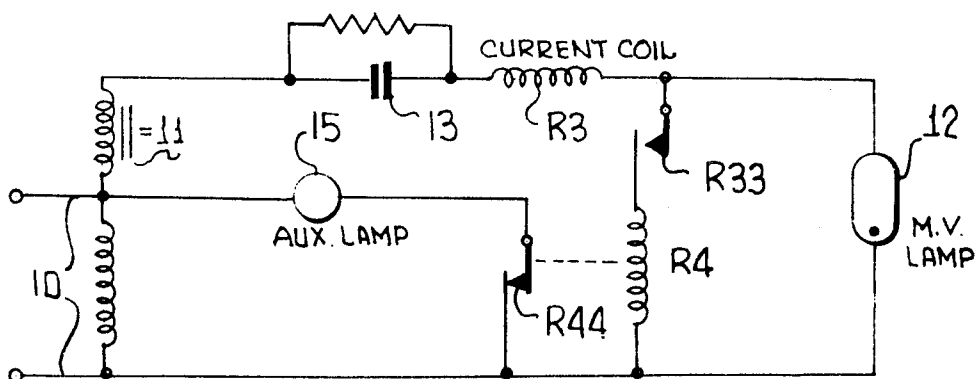 CURRENT COIL
13
R3
=11
15
12
R33
AUX. LAMP
M.V.
LAMP
R4
10
R44